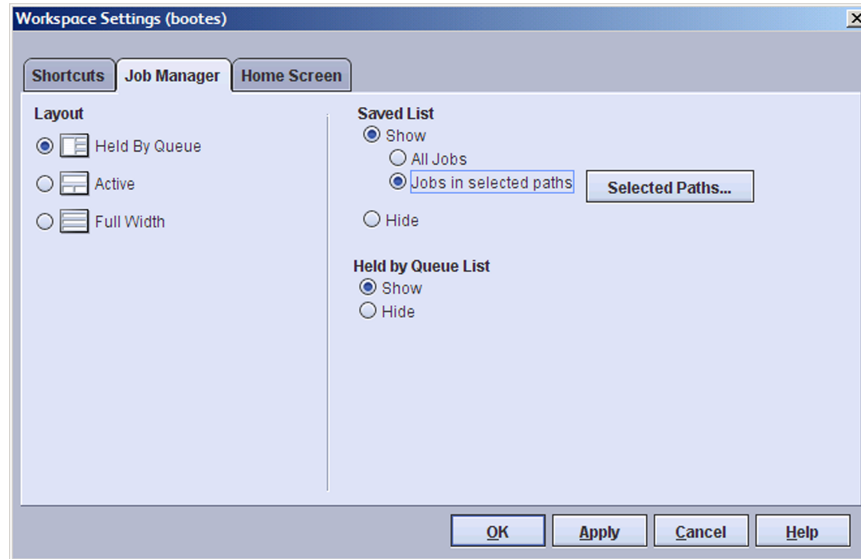 Workspace Settings (bootes)
Shortcuts Job Manager Home Screen
Layout
Held By Queue
Active
Full Width
Saved List
Show
All Jobs
Jobs in selected paths Selected Paths...
Hide
Held by Queue List
Show
Hide
OK Apply Cancel Help